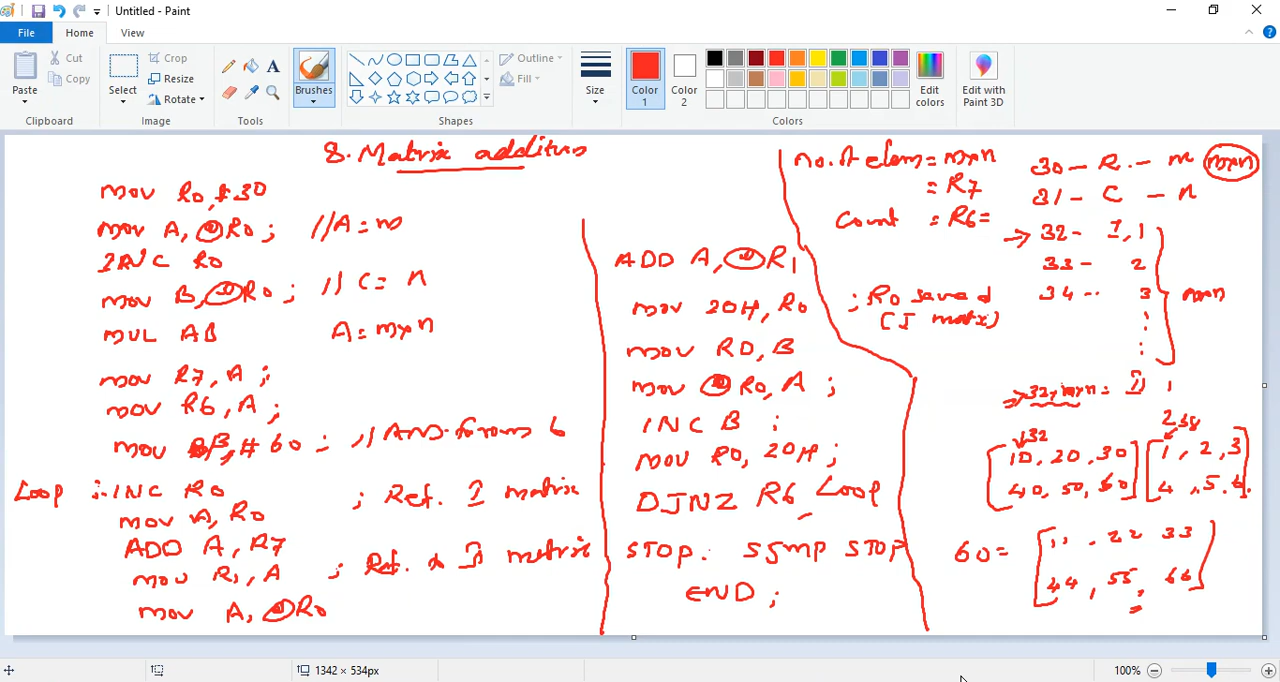 Untitled - Paint
File Home View
Paste
Cut
Copy
Clipboard
Select
Crop
Resize
Rotate
Image
Tools
Brushes
Shapes
Outline
Fill
Size
Color 1
Color 2
Colors
Edit colors
Edit with Paint 3D
8. Matrix addition
mov R0, #30
mov A, @R0; //A=m
INC R0
mov B, @R0; // C= n
MUL AB A=m×n
mov R7, A ;
mov R6, A ;
mov B, # 60 ; //
Loop : INC R0 ; Ref. I matrix
mov A, R0
ADD A, R7
mov R1, A ; Ref. II matrix
mov A, @R0
ADD A, @R1
mov 20H, R0 ; R0 saved
(I matrix)
mov R0, B
mov @R0, A ;
INC B ;
mov R0, 20H ;
DJNZ R6 Loop
STOP: SJMP STOP
END ;
no. of elem = m×n
= R7
Count = R6=
30 - R - m m×n
31 - C - n
32 - I, 1
33 - 2
34 - 3
m×n
32+m×n = II 1
32
10, 20, 30
40, 50, 60
38
1, 2, 3
4, 5, 6
60 =
11 22 33
44, 55, 66
1342 × 534px
100%